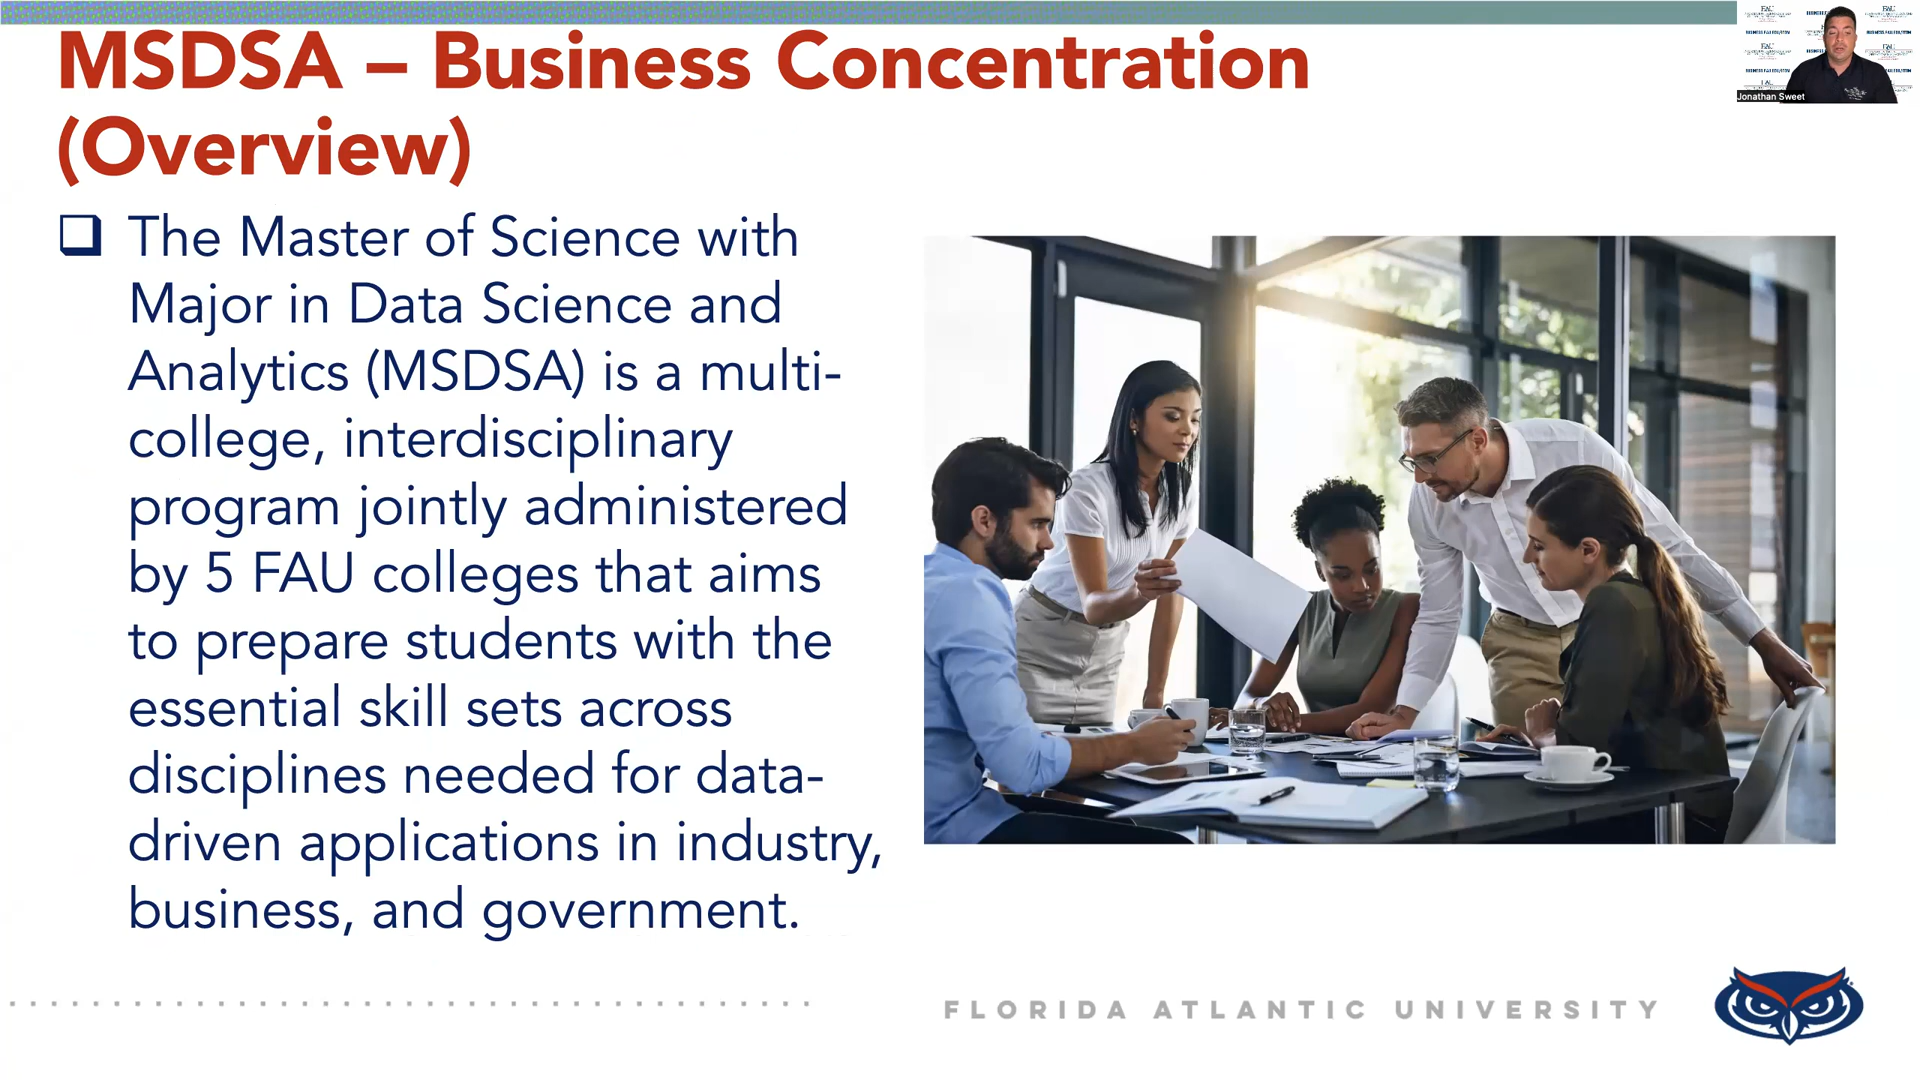 MSDSA – Business Concentration
(Overview)
The Master of Science with
Major in Data Science and
Analytics (MSDSA) is a multi-
college, interdisciplinary
program jointly administered
by 5 FAU colleges that aims
to prepare students with the
essential skill sets across
disciplines needed for data-
driven applications in industry,
business, and government.
Jonathan Sweet
FLORIDA ATLANTIC UNIVERSITY